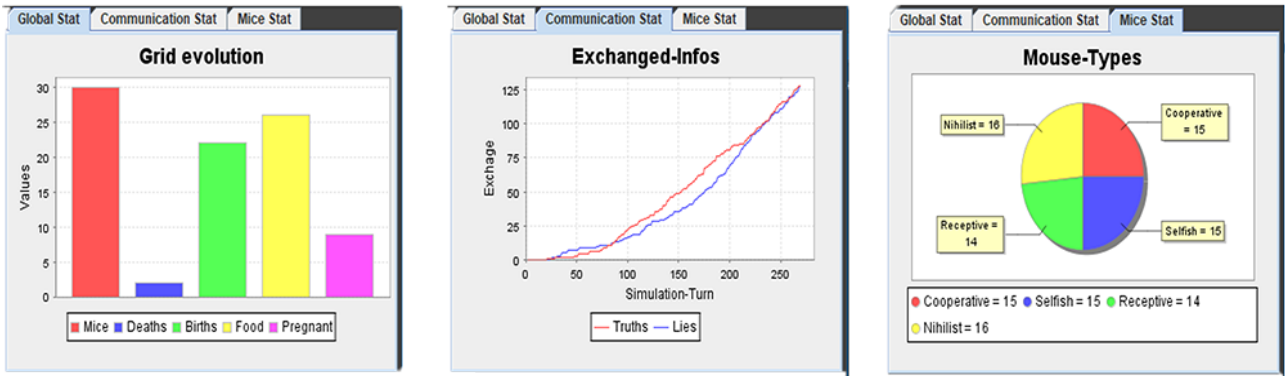 Global Stat Communication Stat Mice Stat
Grid evolution
Values
30
25
20
15
10
5
0
Mice Deaths Births Food Pregnant
Global Stat Communication Stat Mice Stat
Exchanged-Infos
Exchage
125
100
75
50
25
0
0 50 100 150 200 250
Simulation-Turn
Truths Lies
Global Stat Communication Stat Mice Stat
Mouse-Types
Nihilist = 16
Cooperative
= 15
Receptive =
14
Selfish = 15
Cooperative = 15 Selfish = 15 Receptive = 14
Nihilist = 16